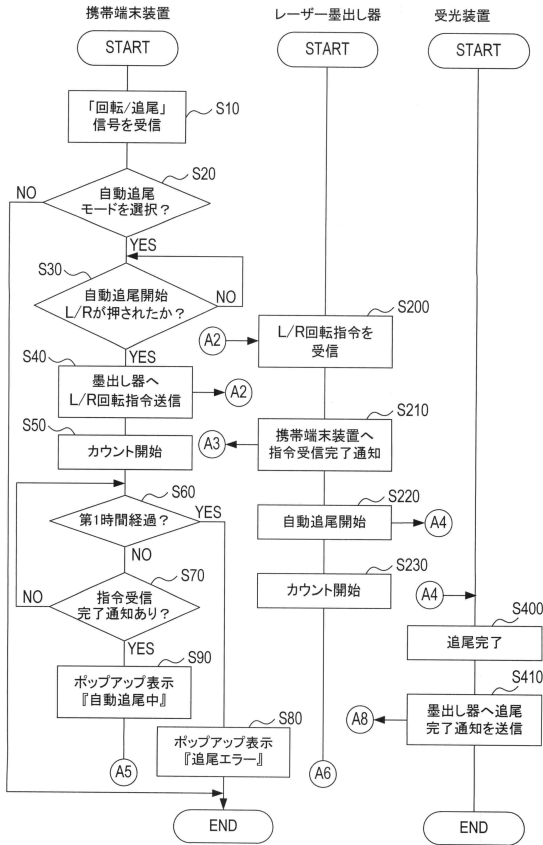 携帯端末装置
START
「回転/追尾」
信号を受信
S10
S20
NO
自動追尾
モードを選択？
YES
S30
自動追尾開始
L/Rが押されたか？
NO
YES
S40
墨出し器へ
L/R回転指令送信
A2
S50
カウント開始
S60
第1時間経過？
YES
NO
S70
NO
指令受信
完了通知あり？
YES
S90
ポップアップ表示
『自動追尾中』
A5
S80
ポップアップ表示
『追尾エラー』
END
レーザー墨出し器
START
S200
A2
L/R回転指令を
受信
S210
A3
携帯端末装置へ
指令受信完了通知
S220
自動追尾開始
A4
S230
カウント開始
A6
受光装置
START
A4
S400
追尾完了
S410
A8
墨出し器へ追尾
完了通知を送信
END